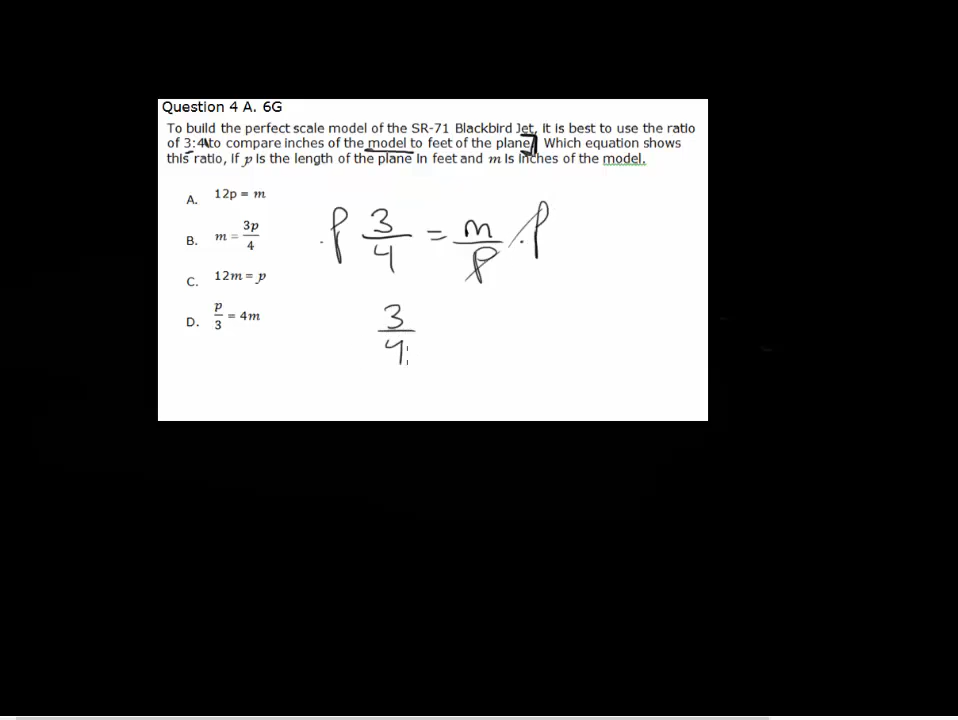 Question 4 A. 6G
To build the perfect scale model of the SR-71 Blackbird Jet, it is best to use the ratio
of 3:4 to compare inches of the model to feet of the plane. Which equation shows
this ratio, if p is the length of the plane in feet and m is inches of the model.
A. 12p = m
B. m = 3p/4
C. 12m = p
D. p/3 = 4m
· p 3/4 = m/p · p
3/4